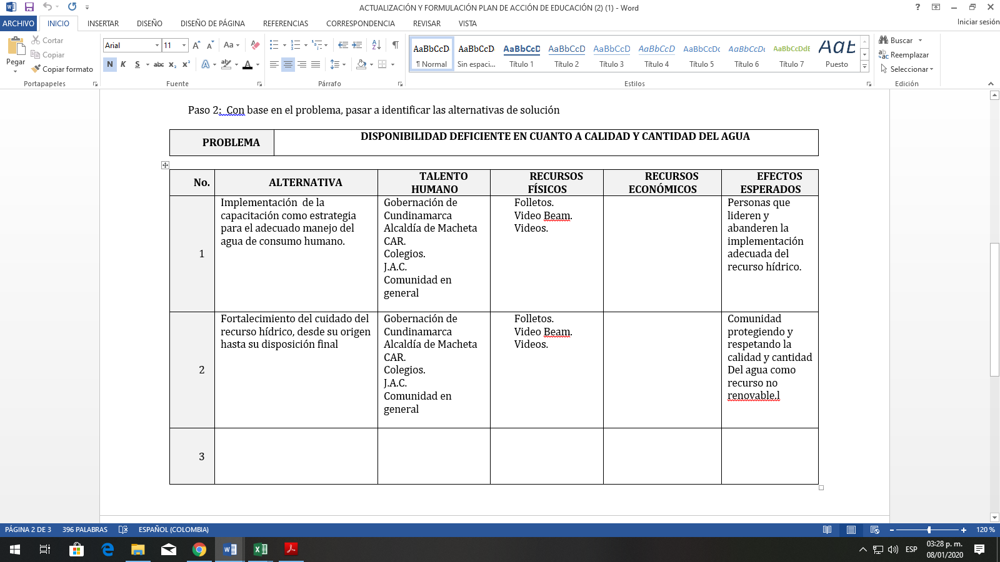 ACTUALIZACIÓN Y FORMULACIÓN PLAN DE ACCIÓN DE EDUCACIÓN (2) (1) - Word
?
ARCHIVO INICIO INSERTAR DISEÑO DISEÑO DE PÁGINA REFERENCIAS CORRESPONDENCIA REVISAR VISTA Iniciar sesión
Pegar
Cortar
Copiar
Copiar formato
Portapapeles
Arial 11
Aa
N K S abc x₂ x²
A
Fuente
Párrafo
AaBbCcD AaBbCcD AaBbCcD AaBbCcD AaBbCcD AaBbCcD AaBbCcDc AaBbCcDc AaBbCcDdE AaB
¶ Normal Sin espaci... Título 1 Título 2 Título 3 Título 4 Título 5 Título 6 Título 7 Puesto
Estilos
Buscar
Reemplazar
Seleccionar
Edición
Paso 2:  Con base en el problema, pasar a identificar las alternativas de solución
PROBLEMA
DISPONIBILIDAD DEFICIENTE EN CUANTO A CALIDAD Y CANTIDAD DEL AGUA
No.
ALTERNATIVA
TALENTO
HUMANO
RECURSOS
FÍSICOS
RECURSOS
ECONÓMICOS
EFECTOS
ESPERADOS
1
Implementación  de la
capacitación como estrategia
para el adecuado manejo del
agua de consumo humano.
Gobernación de
Cundinamarca
Alcaldía de Macheta
CAR.
Colegios.
J.A.C.
Comunidad en
general
Folletos.
Video Beam.
Videos.
Personas que
lideren y
abanderen la
implementación
adecuada del
recurso hídrico.
2
Fortalecimiento del cuidado del
recurso hídrico, desde su origen
hasta su disposición final
Gobernación de
Cundinamarca
Alcaldía de Macheta
CAR.
Colegios.
J.A.C.
Comunidad en
general
Folletos.
Video Beam.
Videos.
Comunidad
protegiendo y
respetando la
calidad y cantidad
Del agua como
recurso no
renovable.l
3
PÁGINA 2 DE 3 396 PALABRAS ESPAÑOL (COLOMBIA) 120 %
ESP
03:28 p. m.
08/01/2020